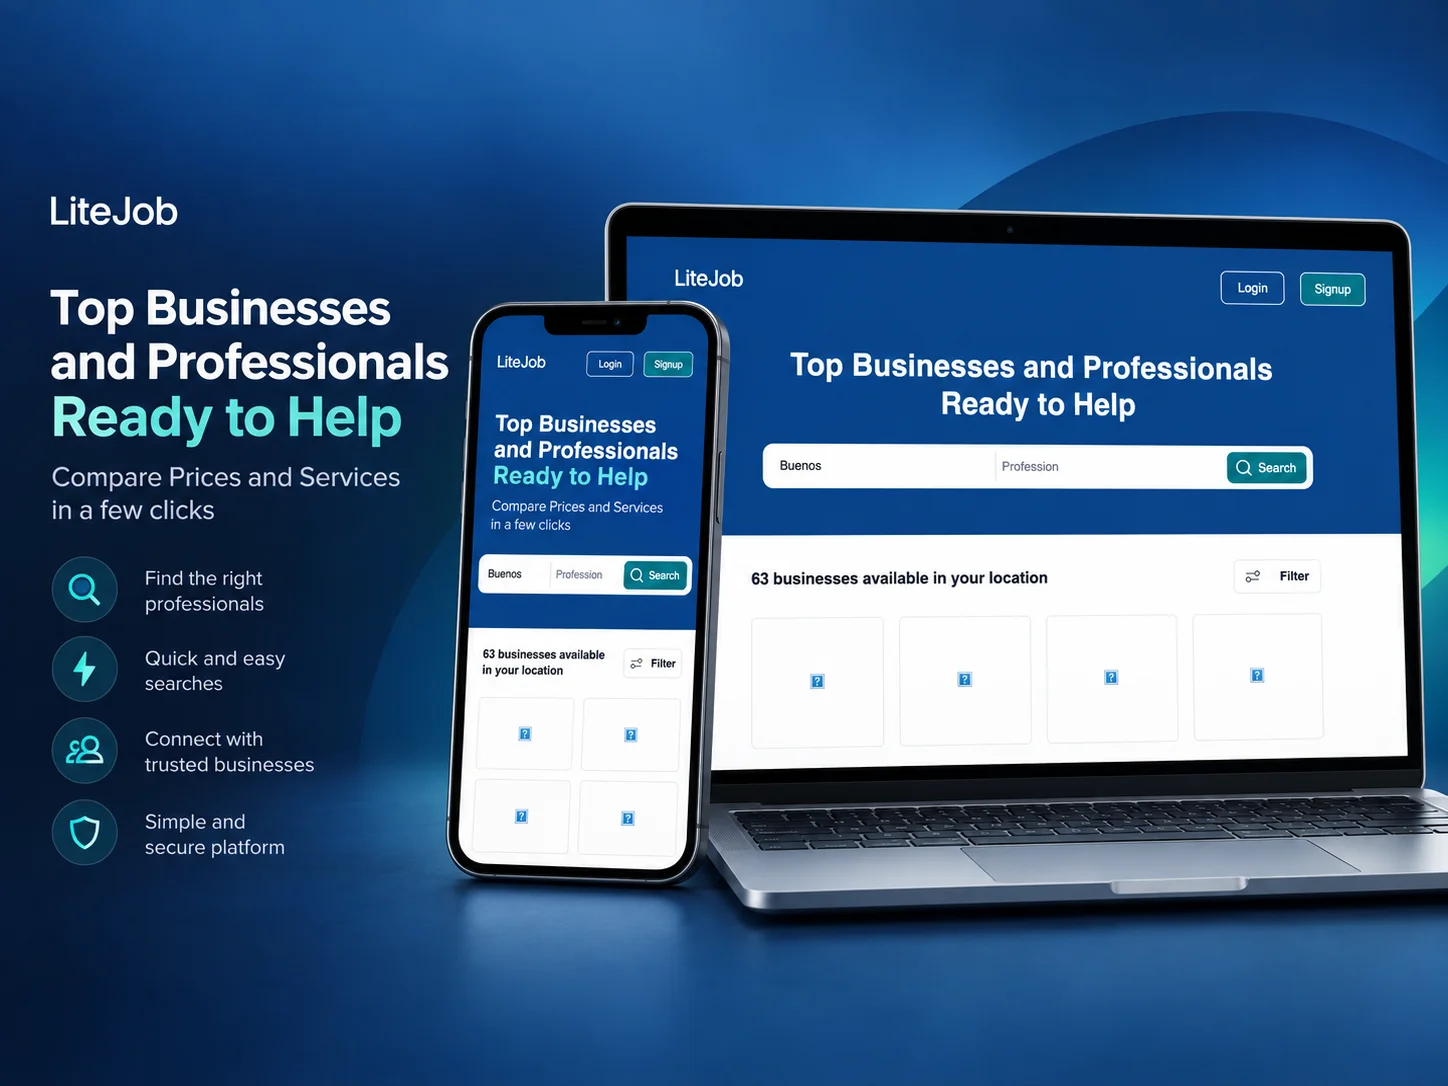 LiteJob
Top Businesses
and Professionals
Ready to Help
Compare Prices and Services
in a few clicks
Find the right
professionals
Quick and easy
searches
Connect with
trusted businesses
Simple and
secure platform
LiteJob
Login
Signup
Top Businesses
and Professionals
Ready to Help
Compare Prices and Services
in a few clicks
Buenos
Profession
Search
63 businesses available
in your location
Filter
?
?
?
?
LiteJob
Login
Signup
Top Businesses and Professionals
Ready to Help
Buenos
Profession
Search
63 businesses available in your location
Filter
?
?
?
?